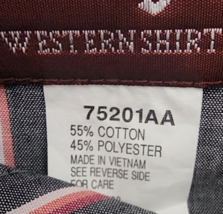 WESTERN SHIRT
75201AA
55% COTTON
45% POLYESTER
MADE IN VIETNAM
SEE REVERSE SIDE
FOR CARE